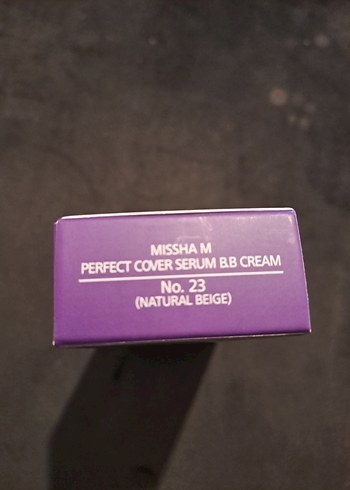 MISSHA M
PERFECT COVER SERUM B.B CREAM
No. 23
(NATURAL BEIGE)